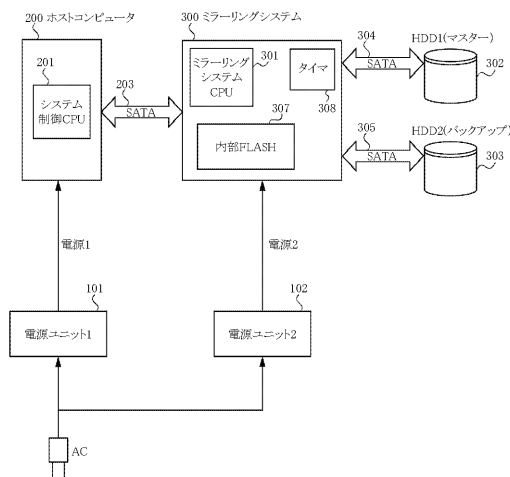 200 ホストコンピュータ
300 ミラーリングシステム
201
システム
制御CPU
203
SATA
ミラーリング
システム
CPU
301
タイマ
308
307
内部FLASH
304
SATA
HDD1(マスター)
302
305
SATA
HDD2(バックアップ)
303
電源1
電源2
101
電源ユニット1
102
電源ユニット2
AC